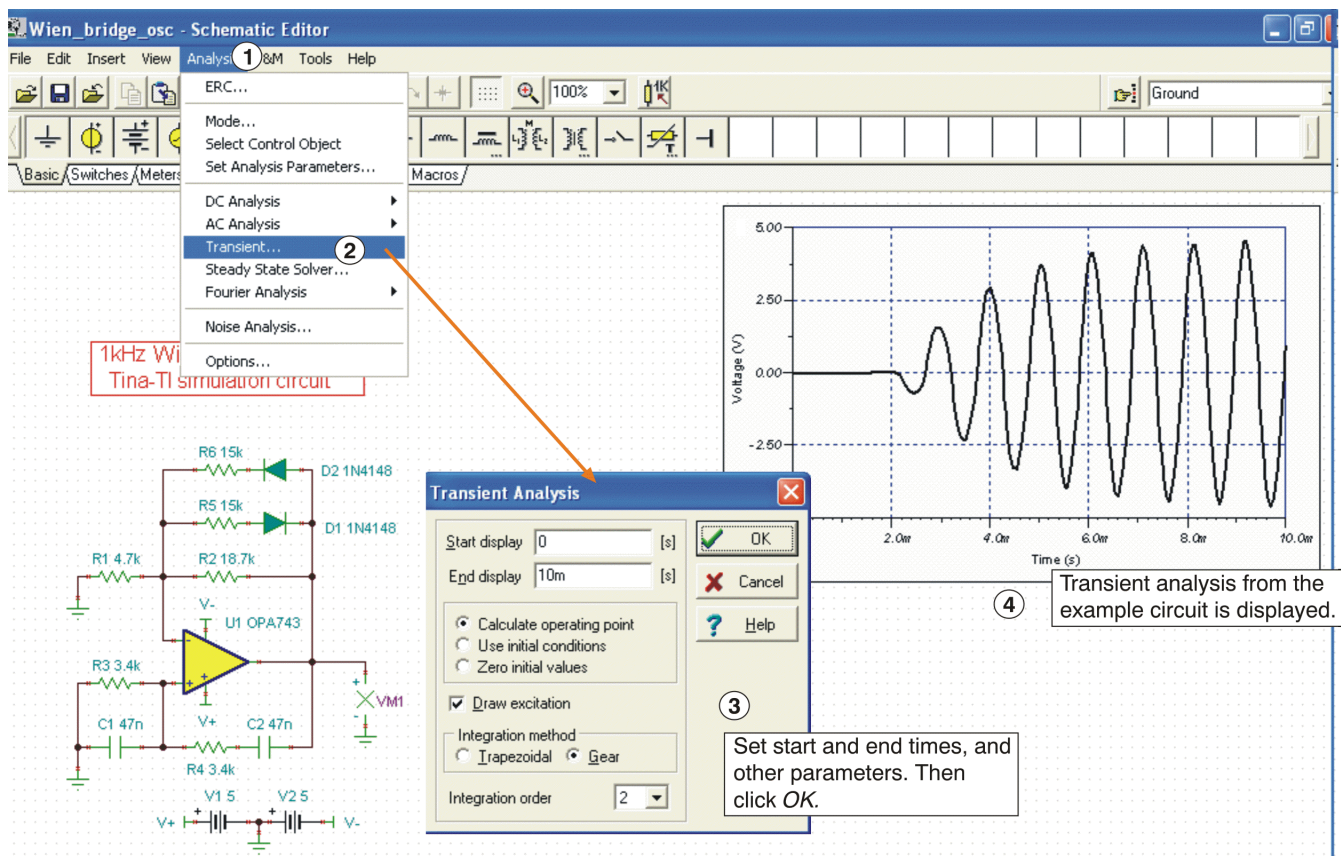 Wien_bridge_osc - Schematic Editor
File Edit Insert View Analysi 1 &M Tools Help
ERC...
100%
1K
Ground
Mode...
Select Control Object
Set Analysis Parameters...
Basic Switches Meters Macros
DC Analysis
AC Analysis
Transient... 2
Steady State Solver...
Fourier Analysis
Noise Analysis...
Options...
1kHz Wi
Tina-TI simulation circuit
R6 15k
D2 1N4148
R5 15k
D1 1N4148
R1 4.7k
R2 18.7k
V-
U1 OPA743
R3 3.4k
VM1
C1 47n
V+
C2 47n
R4 3.4k
V1 5
V2 5
V+
V-
Transient Analysis
Start display 0 [s]
End display 10m [s]
Calculate operating point
Use initial conditions
Zero initial values
Draw excitation
Integration method
Trapezoidal Gear
Integration order 2
OK
Cancel
Help
3
Set start and end times, and
other parameters. Then
click OK.
5.00
2.50
0.00
-2.50
Voltage (V)
2.0m 4.0m 6.0m 8.0m 10.0m
Time (s)
4
Transient analysis from the
example circuit is displayed.